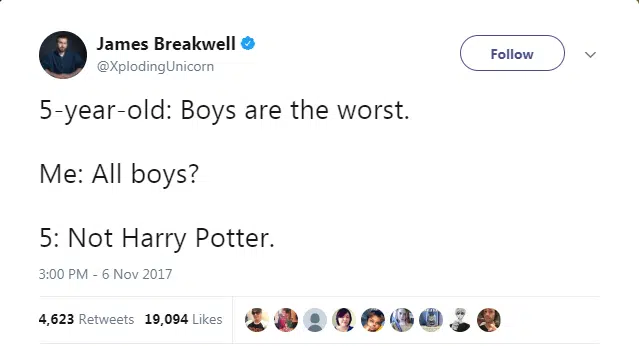 James Breakwell
@XplodingUnicorn
Follow
5-year-old: Boys are the worst.
Me: All boys?
5: Not Harry Potter.
3:00 PM - 6 Nov 2017
4,623 Retweets 19,094 Likes